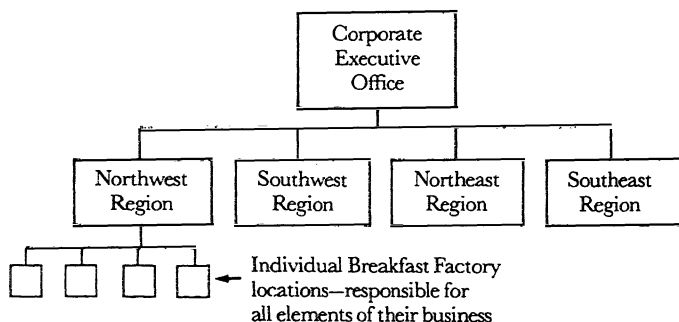 Corporate
Executive
Office
Northwest
Region
Southwest
Region
Northeast
Region
Southeast
Region
Individual Breakfast Factory
locations—responsible for
all elements of their business